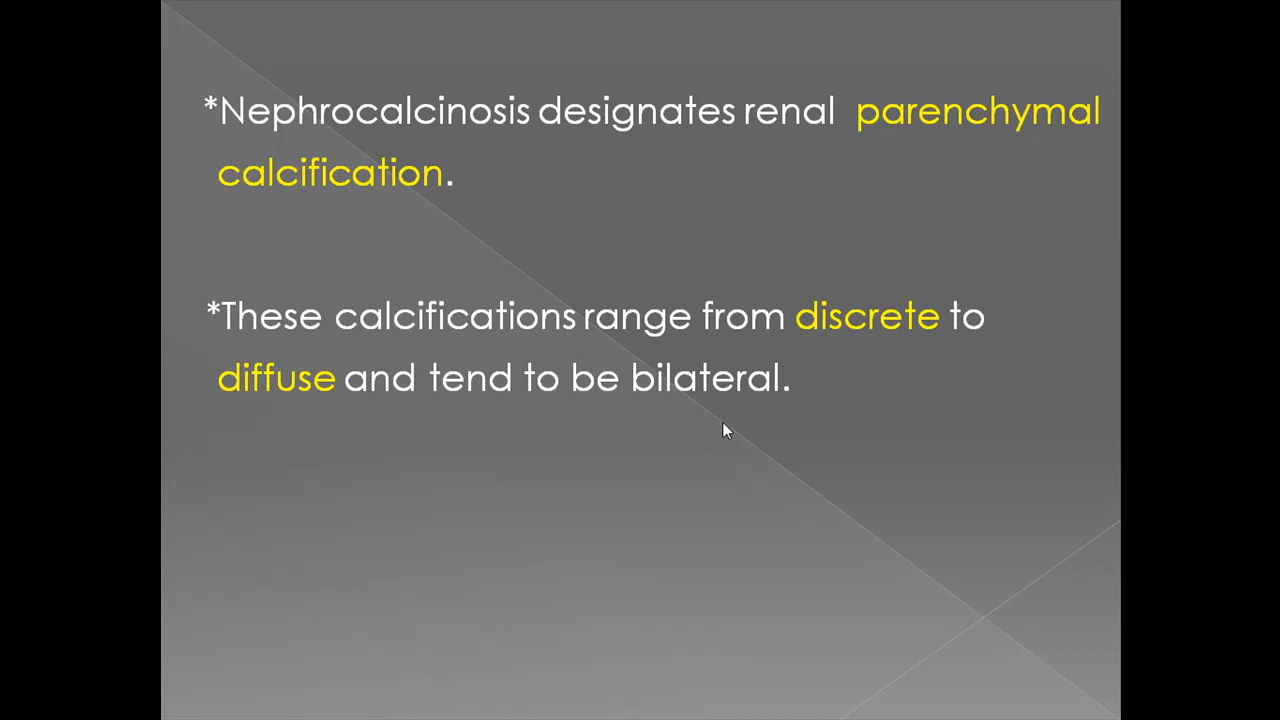 *Nephrocalcinosis designates renal parenchymal
calcification.
*These calcifications range from discrete to
diffuse and tend to be bilateral.